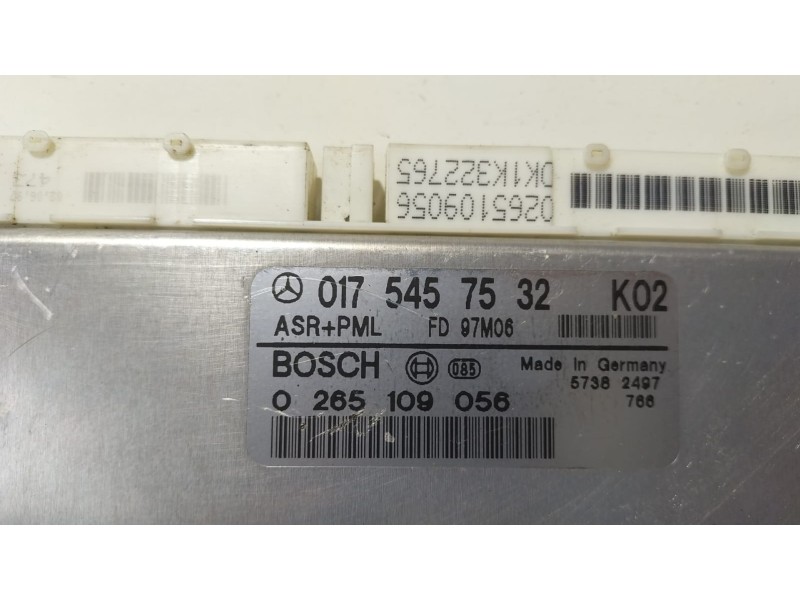 0265109056
OK1K322765
017 545 75 32 K02
ASR+PML FD 97M06
BOSCH 085 Made in Germany
0 265 109 056 5738 2497
766